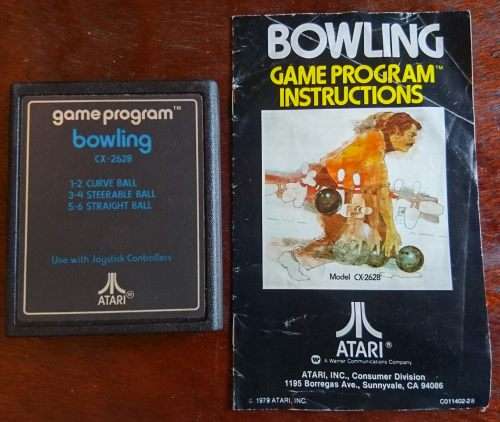 game program™
bowling
CX-2628
1-2 CURVE BALL
3-4 STEERABLE BALL
5-6 STRAIGHT BALL
Use with Joystick Controllers
ATARI®
BOWLING
GAME PROGRAM™
INSTRUCTIONS
Model CX-2628
ATARI®
A Warner Communications Company
ATARI, INC., Consumer Division
1195 Borregas Ave., Sunnyvale, CA 94086
© 1979 ATARI, INC.
C011402-28